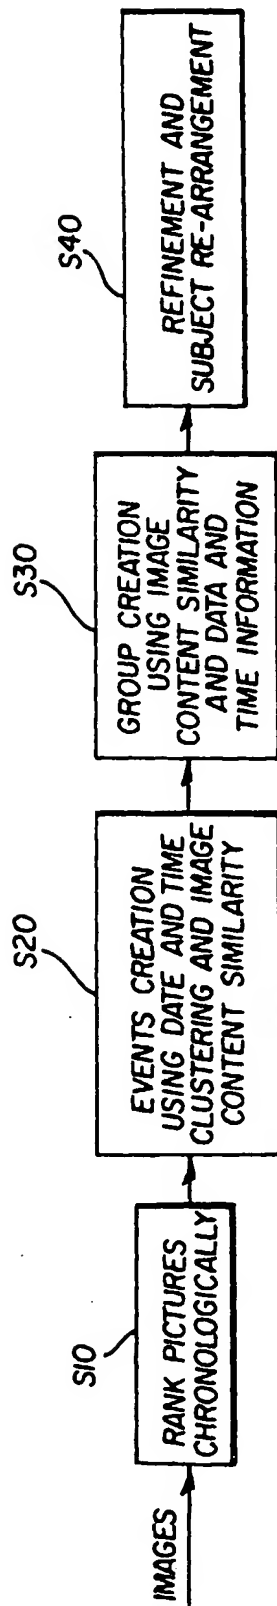 IMAGES
S10
RANK PICTURES
CHRONOLOGICALLY
S20
EVENTS CREATION
USING DATE AND TIME
CLUSTERING AND IMAGE
CONTENT SIMILARITY
S30
GROUP CREATION
USING IMAGE
CONTENT SIMILARITY
AND DATA AND
TIME INFORMATION
S40
REFINEMENT AND
SUBJECT RE-ARRANGEMENT